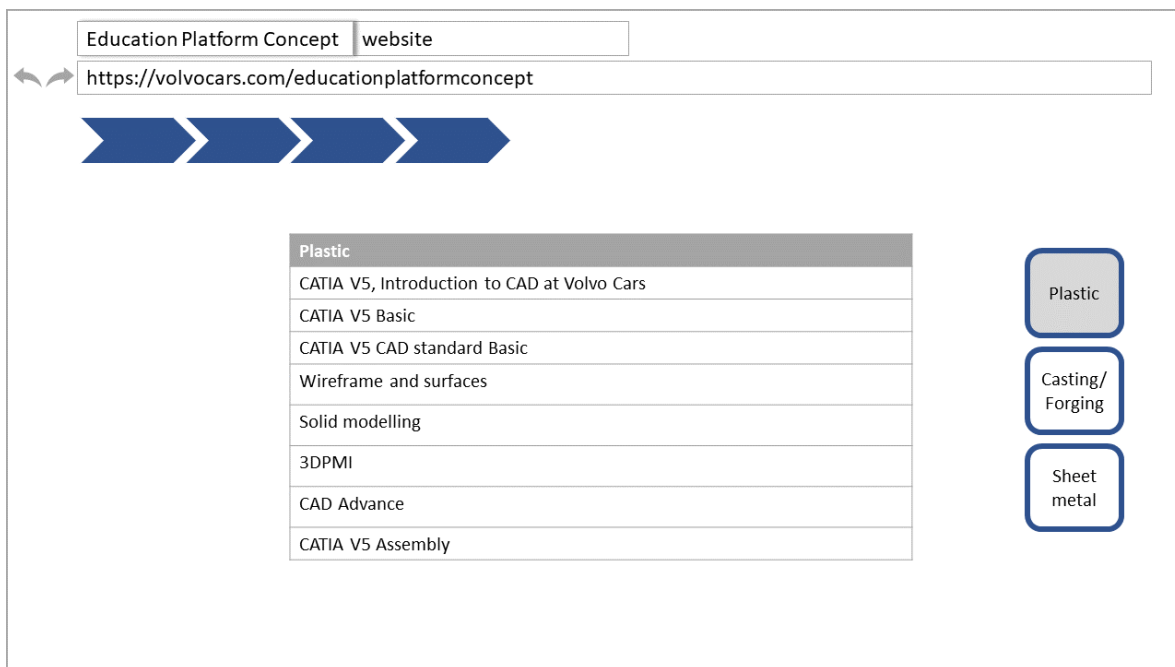 Education Platform Concept
website
https://volvocars.com/educationplatformconcept
Plastic
CATIA V5, Introduction to CAD at Volvo Cars
CATIA V5 Basic
CATIA V5 CAD standard Basic
Wireframe and surfaces
Solid modelling
3DPMI
CAD Advance
CATIA V5 Assembly
Plastic
Casting/
Forging
Sheet
metal